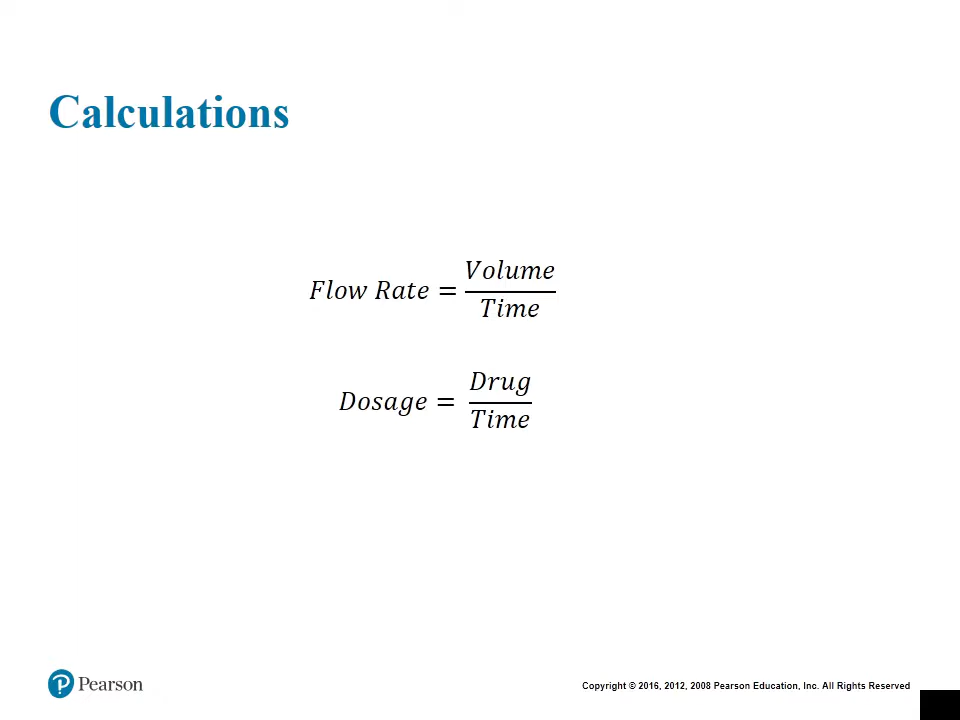 Calculations
Flow Rate = Volume / Time
Dosage = Drug / Time
Pearson
Copyright © 2016, 2012, 2008 Pearson Education, Inc. All Rights Reserved